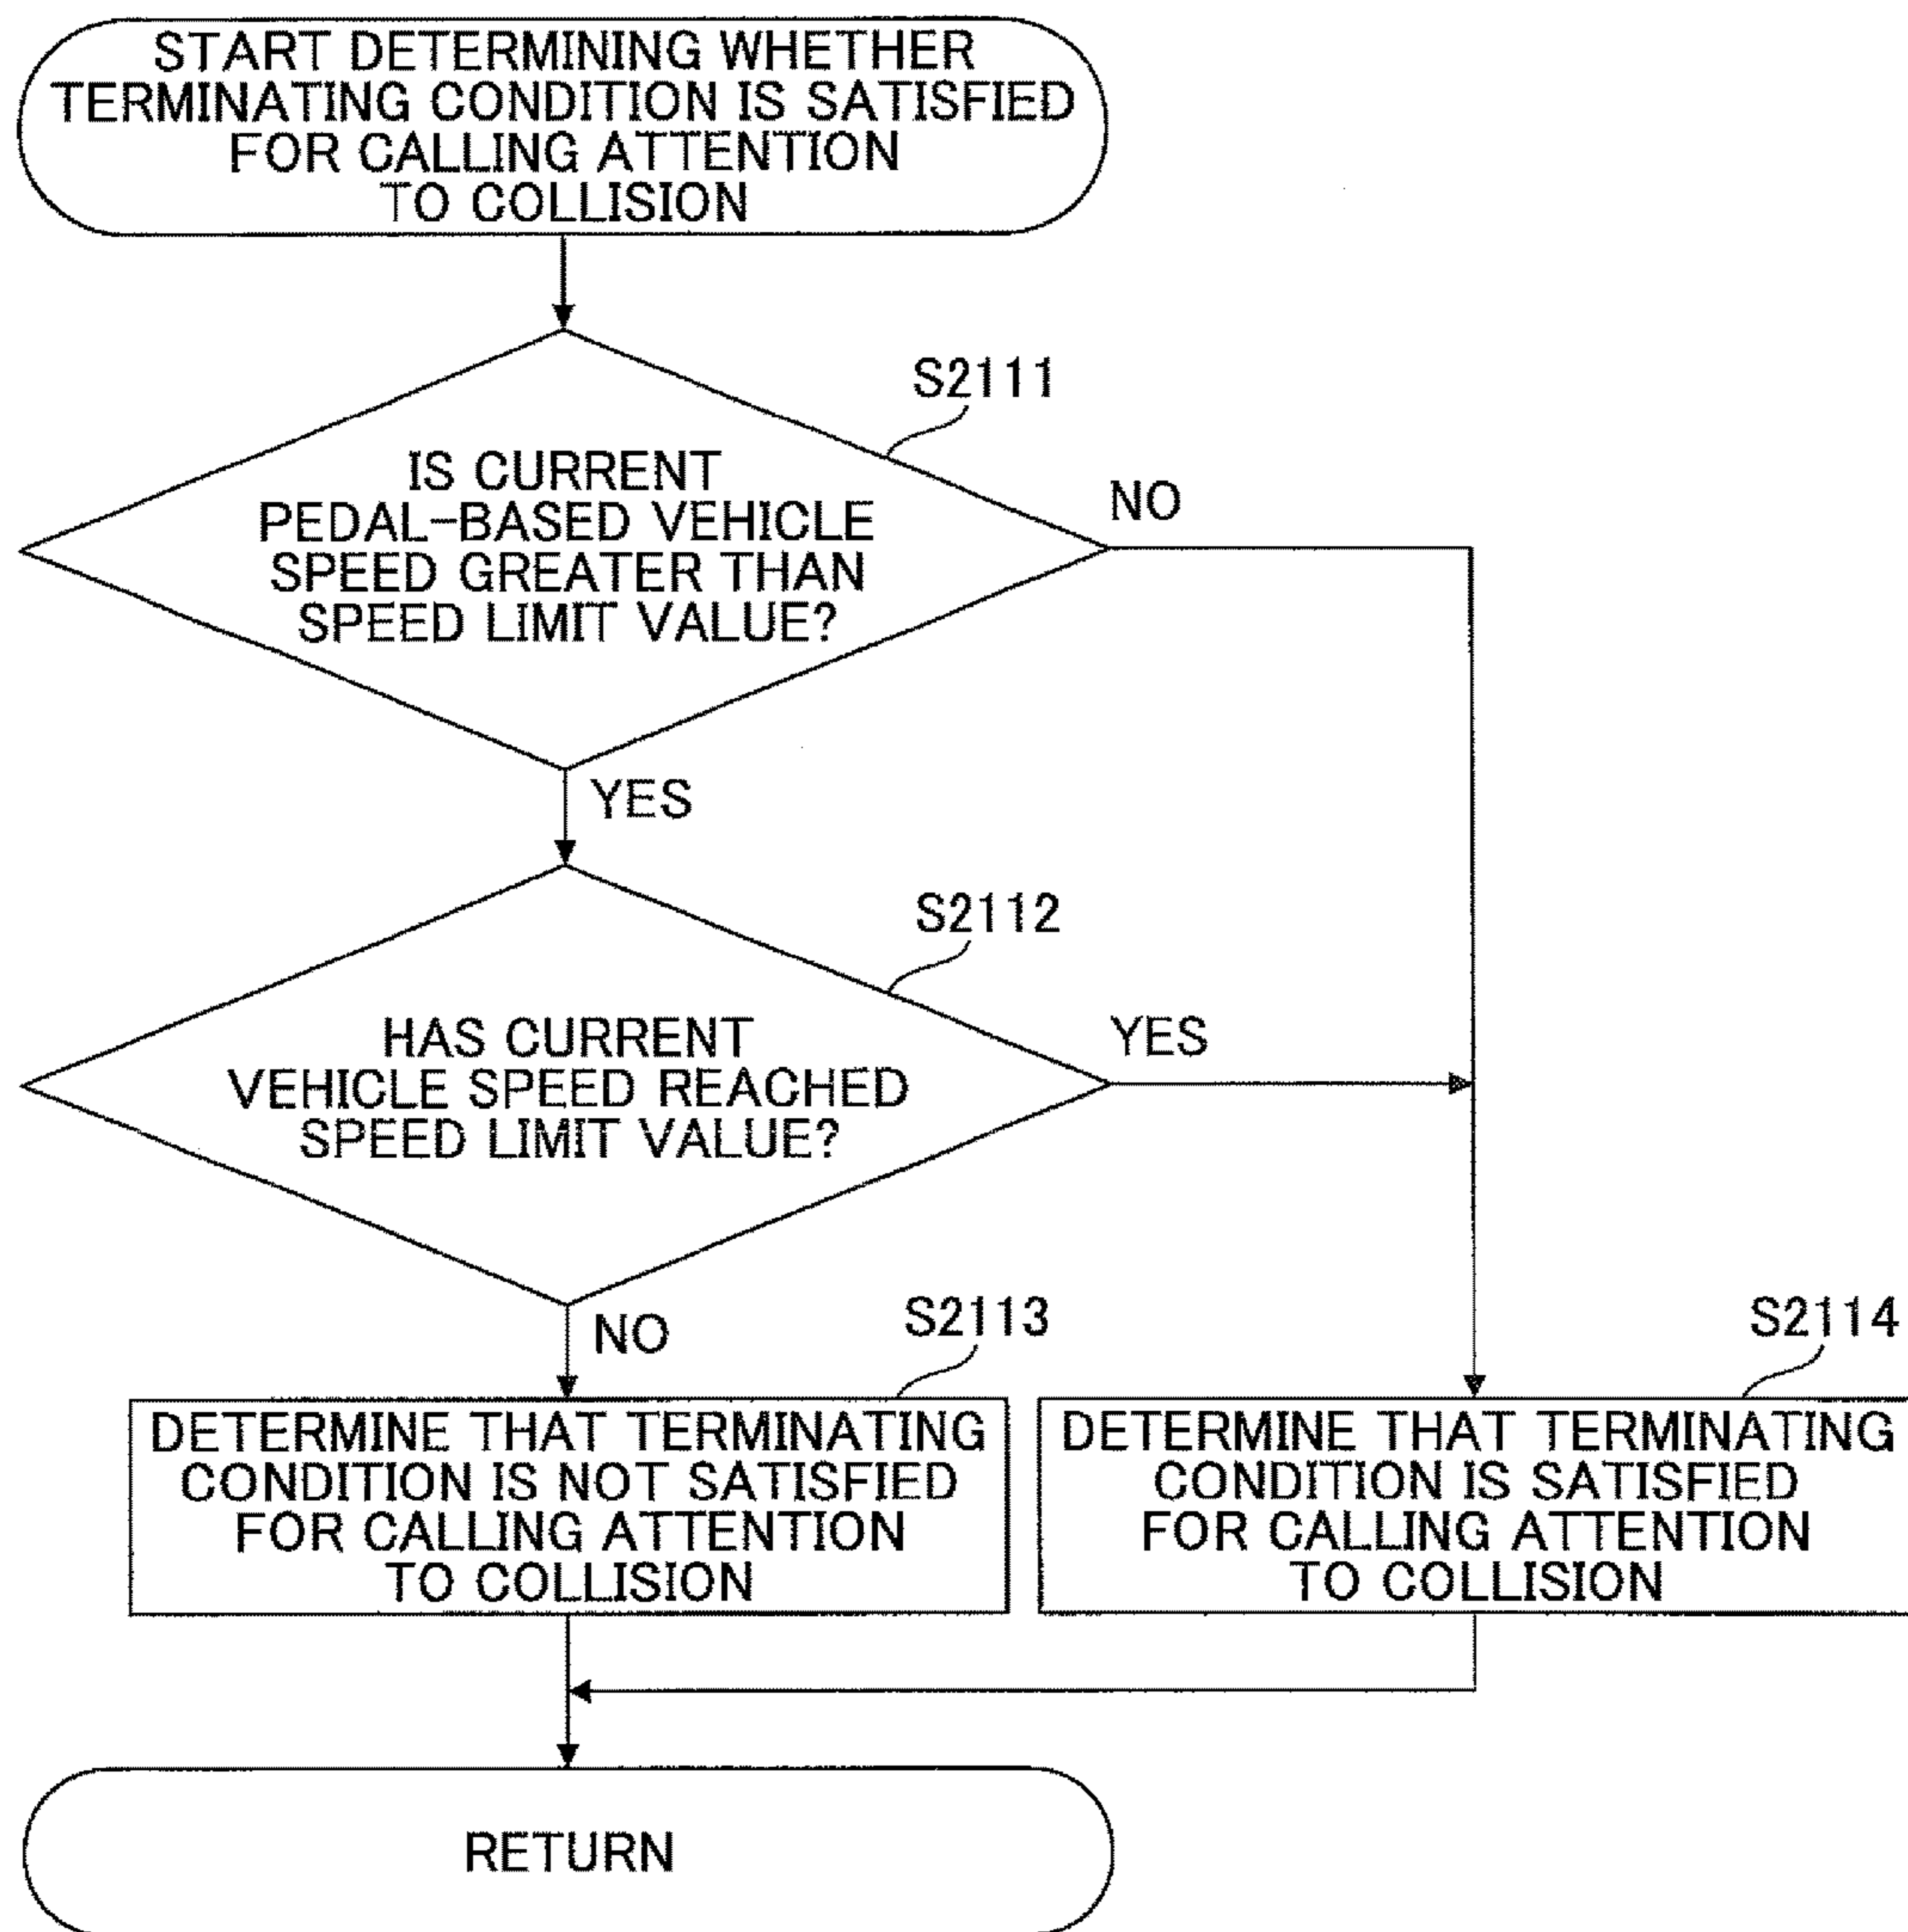 START DETERMINING WHETHER
TERMINATING CONDITION IS SATISFIED
FOR CALLING ATTENTION
TO COLLISION
S2111
IS CURRENT
PEDAL-BASED VEHICLE
SPEED GREATER THAN
SPEED LIMIT VALUE?
NO
YES
S2112
HAS CURRENT
VEHICLE SPEED REACHED
SPEED LIMIT VALUE?
YES
NO
S2113
DETERMINE THAT TERMINATING
CONDITION IS NOT SATISFIED
FOR CALLING ATTENTION
TO COLLISION
S2114
DETERMINE THAT TERMINATING
CONDITION IS SATISFIED
FOR CALLING ATTENTION
TO COLLISION
RETURN